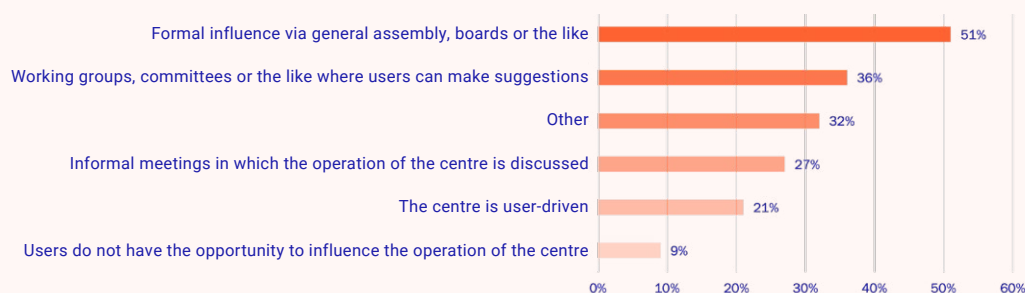 Formal influence via general assembly, boards or the like 51%
Working groups, committees or the like where users can make suggestions 36%
Other 32%
Informal meetings in which the operation of the centre is discussed 27%
The centre is user-driven 21%
Users do not have the opportunity to influence the operation of the centre 9%
0% 10% 20% 30% 40% 50% 60%